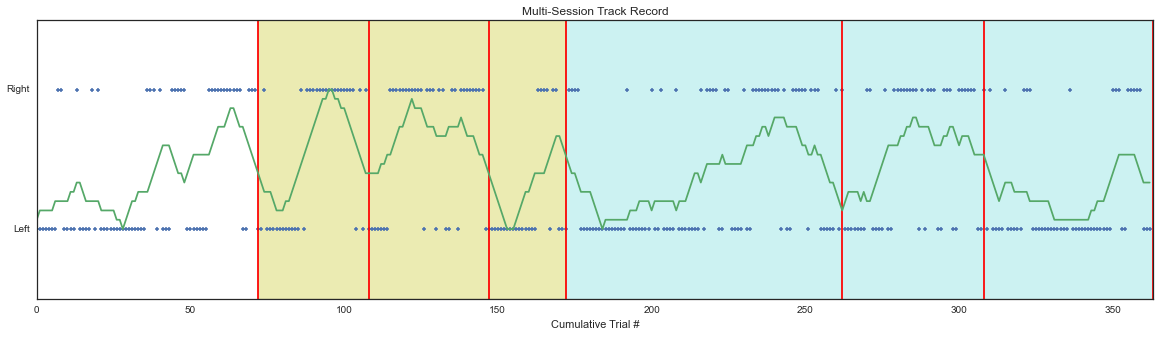 Multi-Session Track Record
Right
Left
0 50 100 150 200 250 300 350
Cumulative Trial #